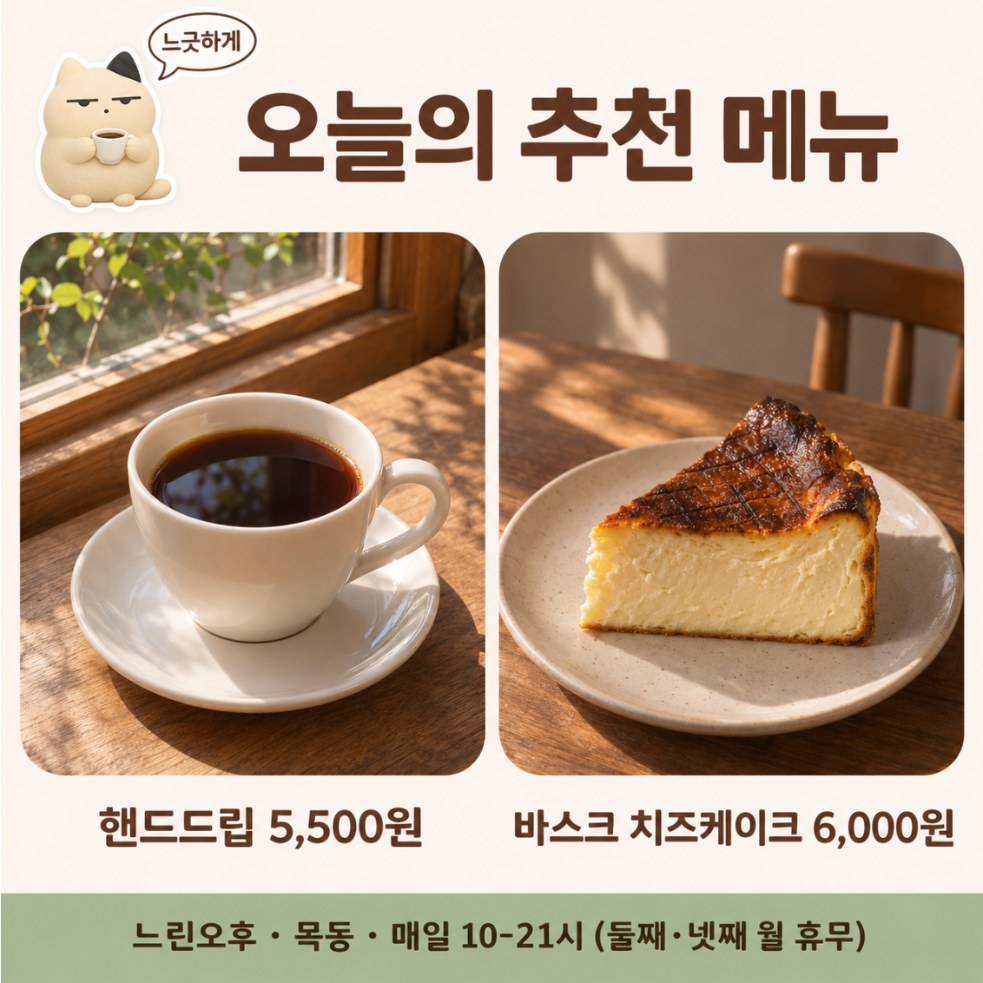 느긋하게
오늘의 추천 메뉴
핸드드립 5,500원
바스크 치즈케이크 6,000원
느린오후 · 목동 · 매일 10-21시 (둘째·넷째 월 휴무)